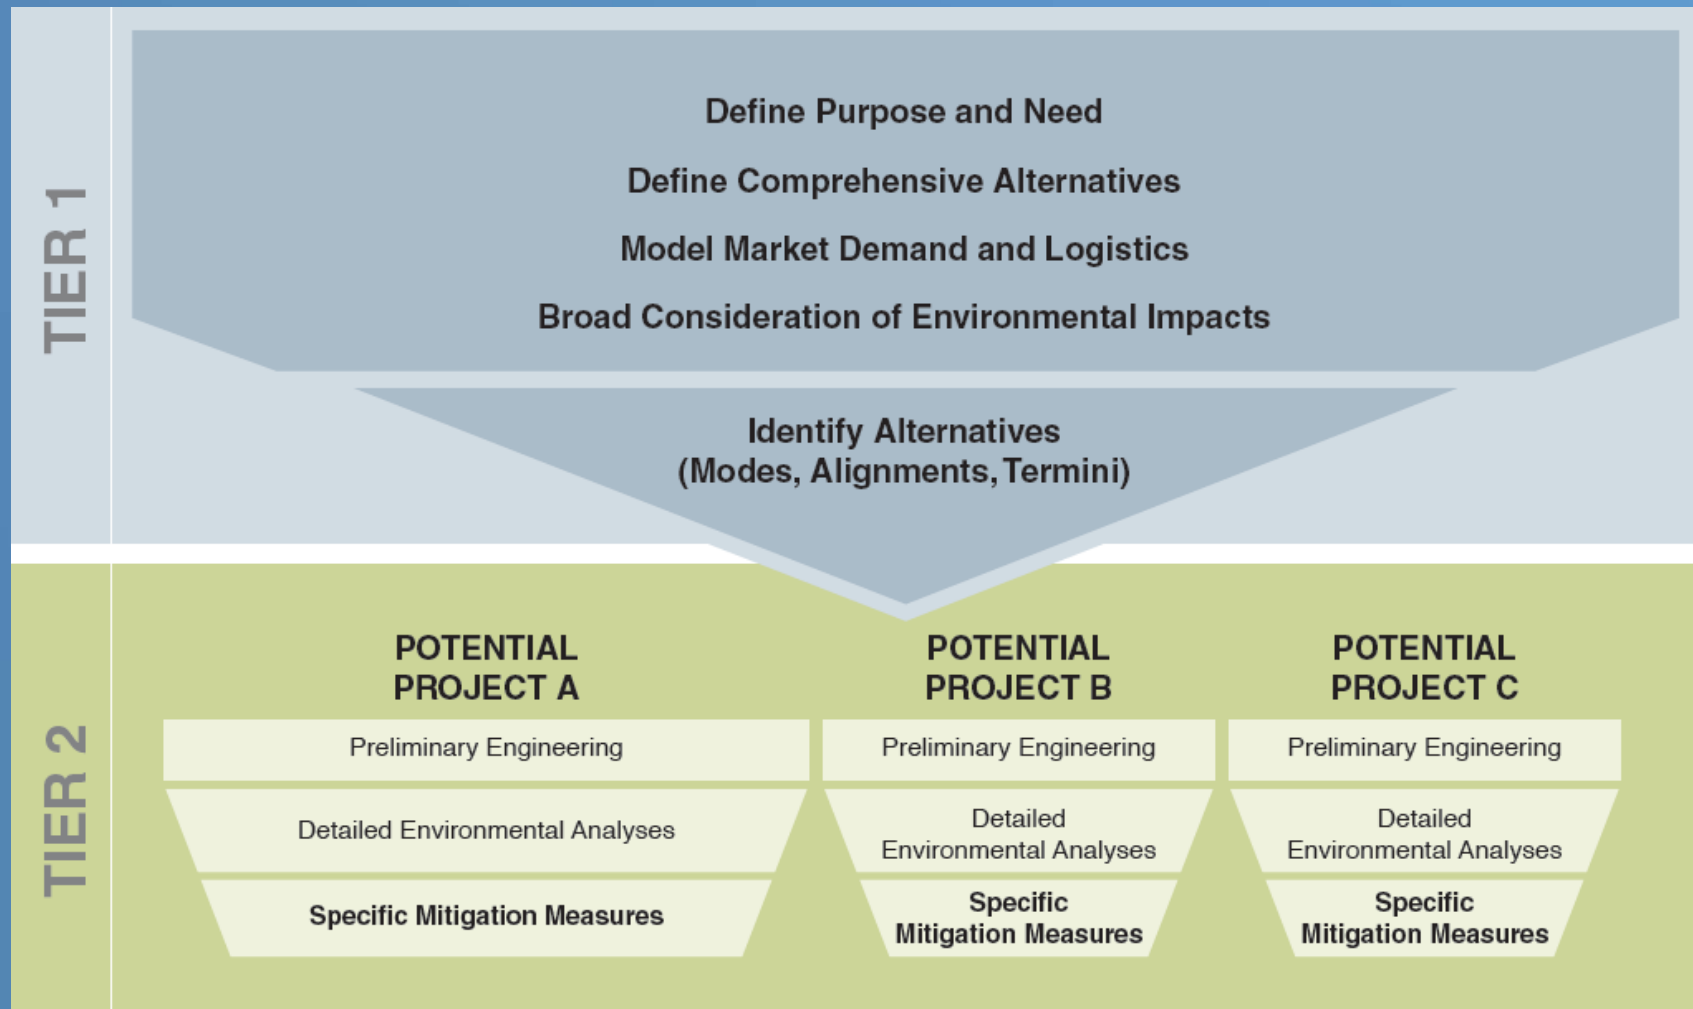 TIER 1
Define Purpose and Need
Define Comprehensive Alternatives
Model Market Demand and Logistics
Broad Consideration of Environmental Impacts
Identify Alternatives
(Modes, Alignments, Termini)
TIER 2
POTENTIAL
PROJECT A
Preliminary Engineering
Detailed Environmental Analyses
Specific Mitigation Measures
POTENTIAL
PROJECT B
Preliminary Engineering
Detailed
Environmental Analyses
Specific
Mitigation Measures
POTENTIAL
PROJECT C
Preliminary Engineering
Detailed
Environmental Analyses
Specific
Mitigation Measures